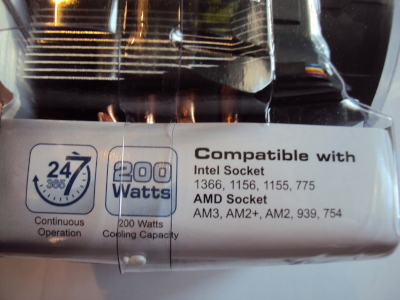 24
7
365
Continuous
Operation
200
Watts
200 Watts
Cooling Capacity
Compatible with
Intel Socket
1366, 1156, 1155, 775
AMD Socket
AM3, AM2+, AM2, 939, 754